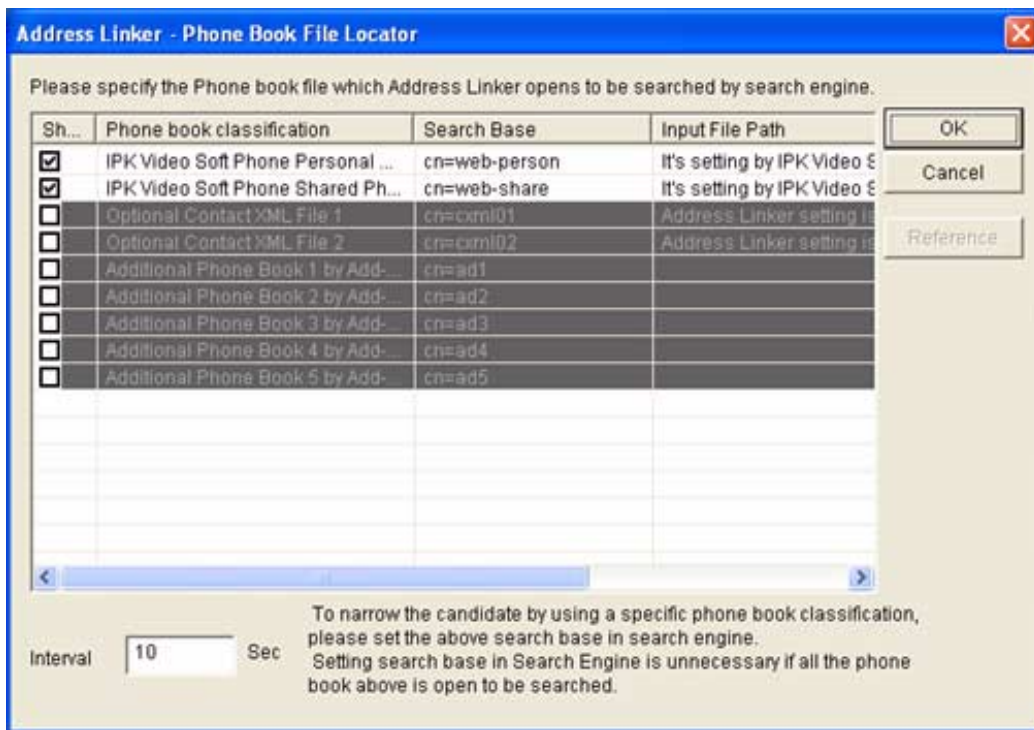 Address Linker - Phone Book File Locator
Please specify the Phone book file which Address Linker opens to be searched by search engine.
Sh... Phone book classification Search Base Input File Path
IPK Video Soft Phone Personal ... cn=web-person It's setting by IPK Video S
IPK Video Soft Phone Shared Ph... cn=web-share It's setting by IPK Video S
Optional Contact XML File 1 cn=cxml01 Address Linker setting is
Optional Contact XML File 2 cn=cxml02 Address Linker setting is
Additional Phone Book 1 by Add-... cn=ad1
Additional Phone Book 2 by Add-... cn=ad2
Additional Phone Book 3 by Add-... cn=ad3
Additional Phone Book 4 by Add-... cn=ad4
Additional Phone Book 5 by Add-... cn=ad5
OK
Cancel
Reference
Interval 10 Sec
To narrow the candidate by using a specific phone book classification,
please set the above search base in search engine.
Setting search base in Search Engine is unnecessary if all the phone
book above is open to be searched.